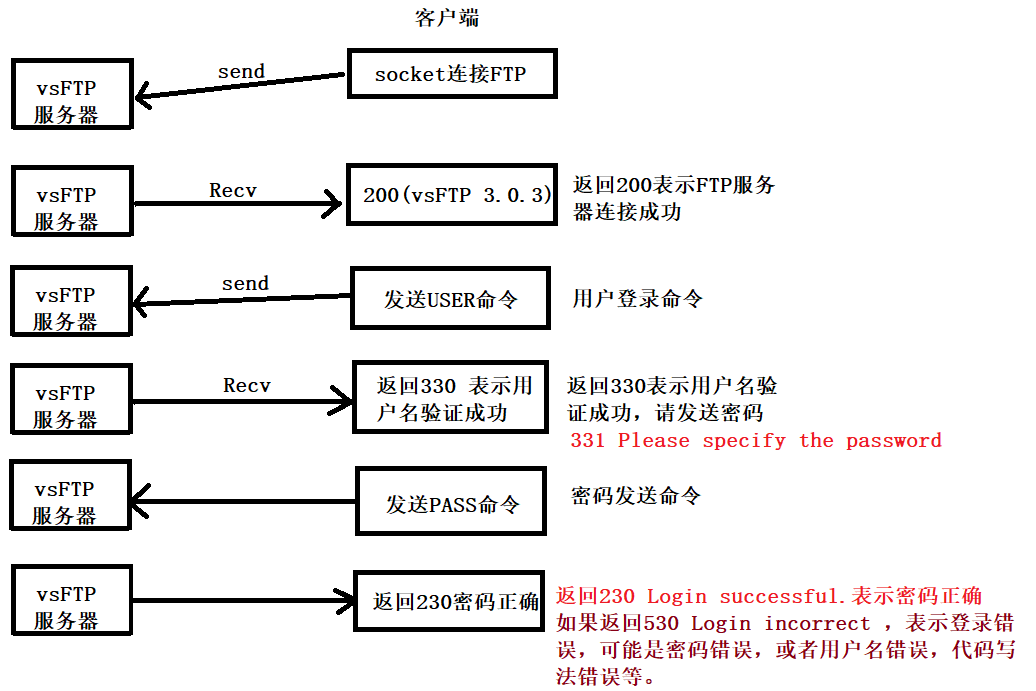 客户端
vsFTP
服务器
send
socket连接FTP
vsFTP
服务器
Recv
200(vsFTP 3.0.3)
返回200表示FTP服务
器连接成功
vsFTP
服务器
send
发送USER命令
用户登录命令
vsFTP
服务器
Recv
返回330 表示用
户名验证成功
返回330表示用户名验
证成功，请发送密码
331 Please specify the password
vsFTP
服务器
发送PASS命令
密码发送命令
vsFTP
服务器
返回230密码正确
返回230 Login successful.表示密码正确
如果返回530 Login incorrect ，表示登录错
误，可能是密码错误，或者用户名错误，代码写
法错误等。